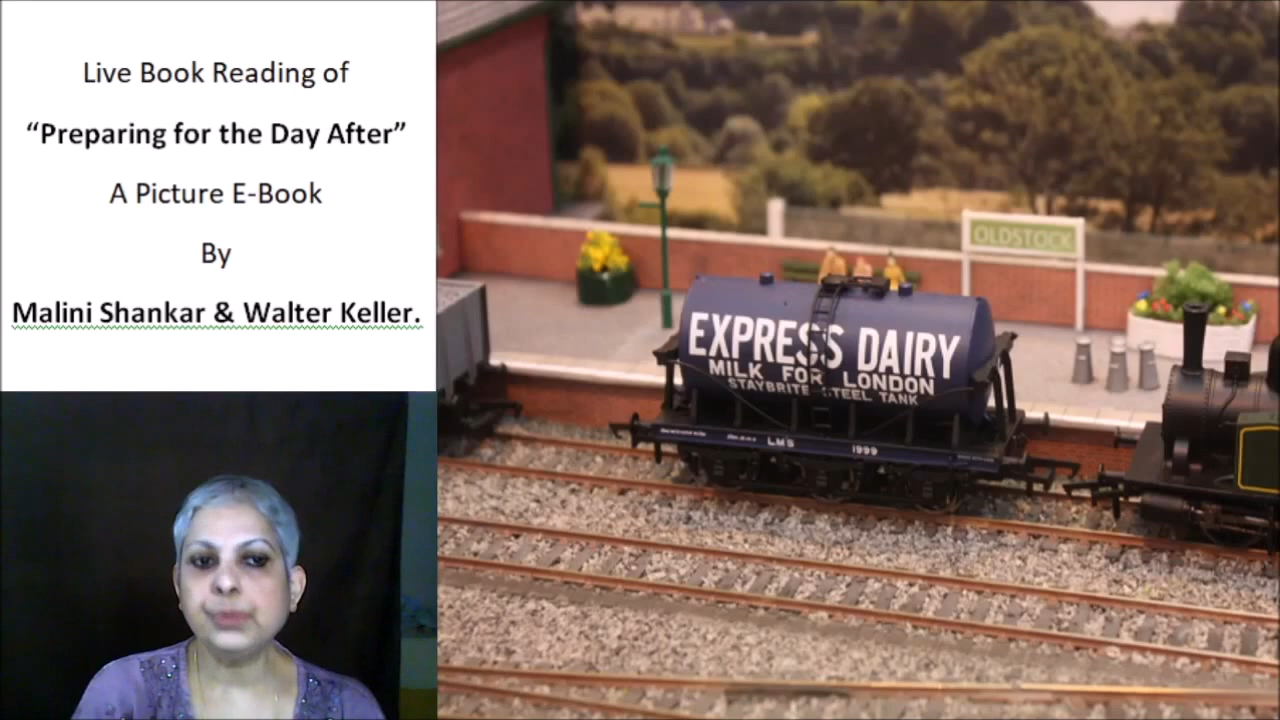 Live Book Reading of
“Preparing for the Day After”
A Picture E-Book
By
Malini Shankar & Walter Keller.
OLDSTOCK
EXPRESS DAIRY
MILK FOR LONDON
STAYBRITE STEEL TANK
LMS 1999